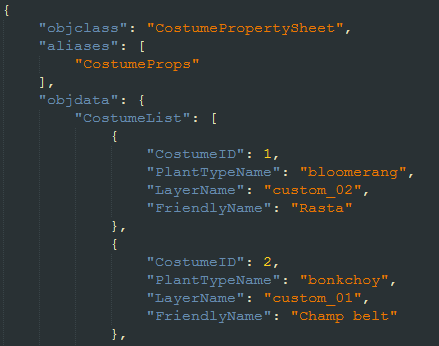 {
"objclass": "CostumePropertySheet",
"aliases": [
"CostumeProps"
],
"objdata": {
"CostumeList": [
{
"CostumeID": 1,
"PlantTypeName": "bloomerang",
"LayerName": "custom_02",
"FriendlyName": "Rasta"
},
{
"CostumeID": 2,
"PlantTypeName": "bonkchoy",
"LayerName": "custom_01",
"FriendlyName": "Champ belt"
},